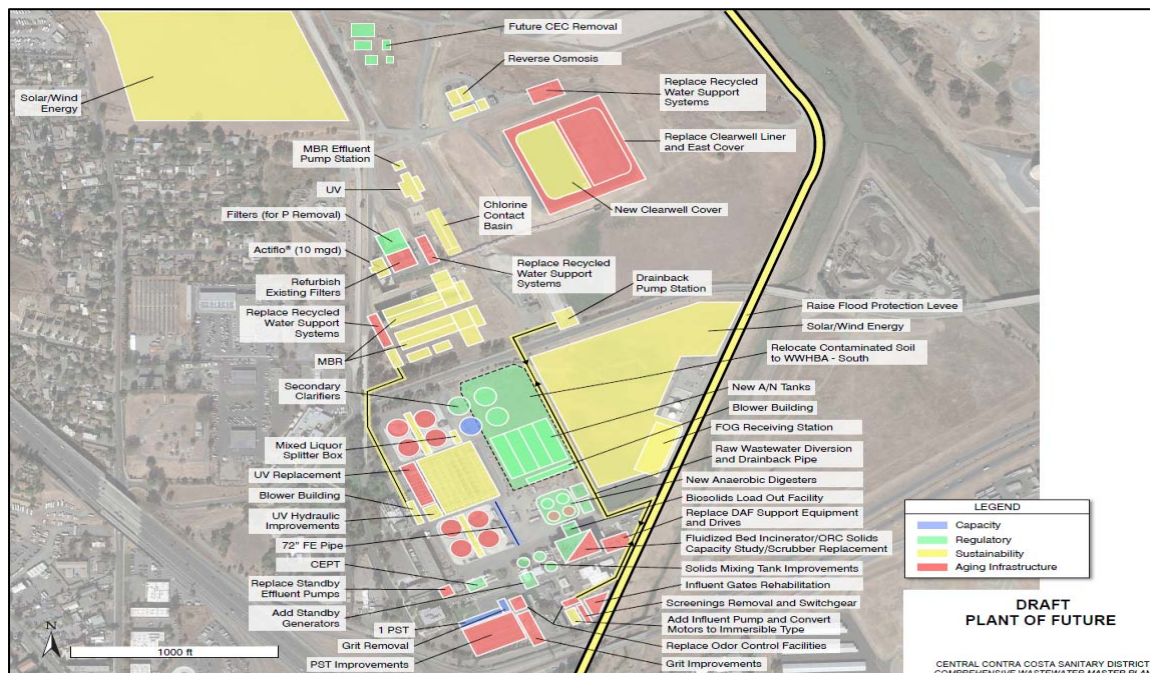 Future CEC Removal
Reverse Osmosis
Replace Recycled
Water Support
Systems
Solar/Wind
Energy
Replace Clearwell Liner
and East Cover
MBR Effluent
Pump Station
UV
Chlorine
Contact
Basin
New Clearwell Cover
Filters (for P Removal)
Actiflo® (10 mgd)
Refurbish
Existing Filters
Replace Recycled
Water Support
Systems
Drainback
Pump Station
Replace Recycled
Water Support
Systems
MBR
Raise Flood Protection Levee
Solar/Wind Energy
Relocate Contaminated Soil
to WWHBA - South
Secondary
Clarifiers
New A/N Tanks
Blower Building
FOG Receiving Station
Mixed Liquor
Splitter Box
Raw Wastewater Diversion
and Drainback Pipe
UV Replacement
New Anaerobic Digesters
Blower Building
Biosolids Load Out Facility
UV Hydraulic
Improvements
Replace DAF Support Equipment
and Drives
72" FE Pipe
Fluidized Bed Incinerator/ORC Solids
Capacity Study/Scrubber Replacement
CEPT
Solids Mixing Tank Improvements
Replace Standby
Effluent Pumps
Influent Gates Rehabilitation
Add Standby
Generators
Screenings Removal and Switchgear
1 PST
Add Influent Pump and Convert
Motors to Immersible Type
Grit Removal
Replace Odor Control Facilities
PST Improvements
Grit Improvements
N
1000 ft
LEGEND
Capacity
Regulatory
Sustainability
Aging Infrastructure
DRAFT
PLANT OF FUTURE
CENTRAL CONTRA COSTA SANITARY DISTRICT
COMPREHENSIVE WASTEWATER MASTER PLAN